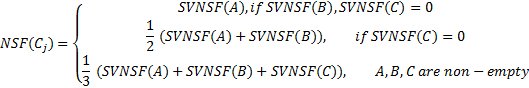 SVNSF(A), if SVNSF(B), SVNSF(C) = 0
NSF(C_j) = { 1/2 (SVNSF(A) + SVNSF(B)), if SVNSF(C) = 0
1/3 (SVNSF(A) + SVNSF(B) + SVNSF(C)), A, B, C are non − empty